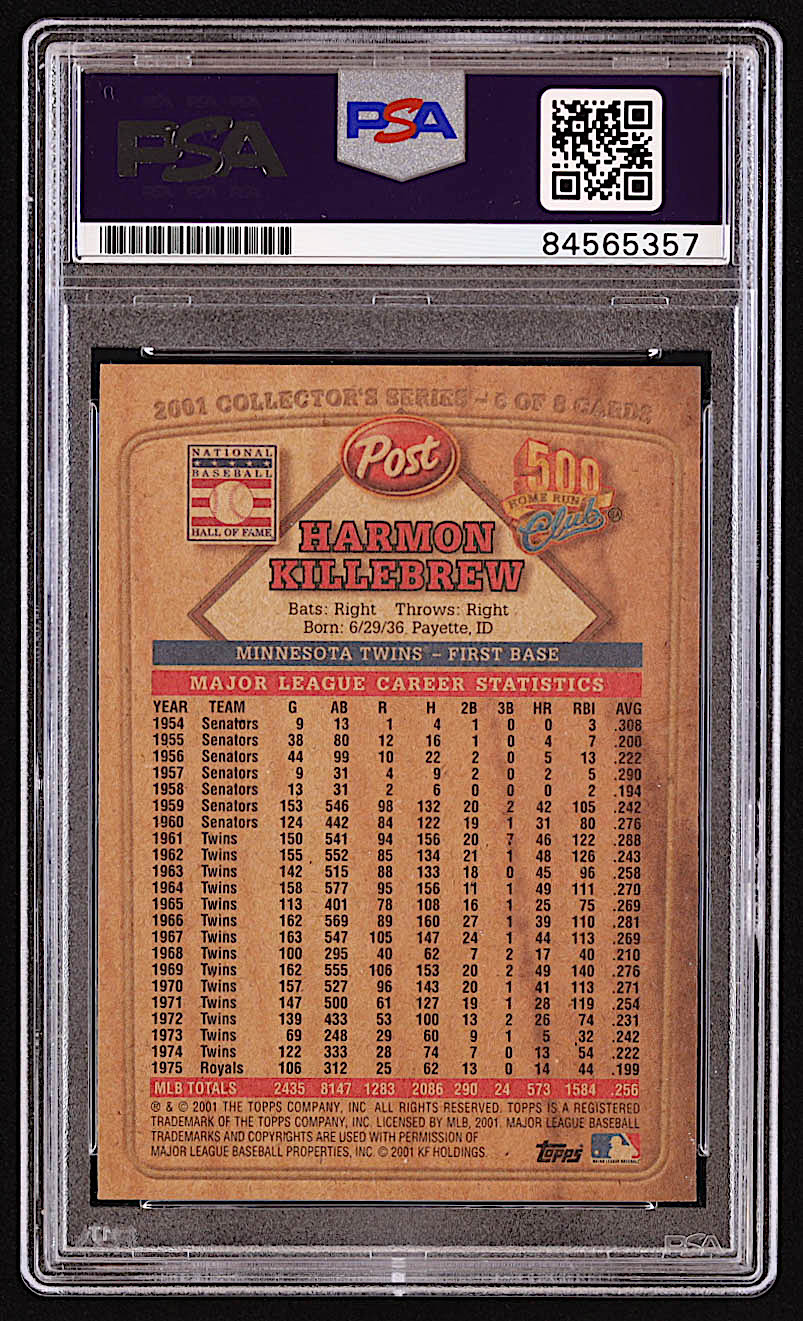 PSA
PSA
84565357
2001 COLLECTOR'S SERIES – 6 OF 8 CARDS
NATIONAL
BASEBALL
HALL OF FAME
Post
500
HOME RUN
Club
HARMON
KILLEBREW
Bats: Right Throws: Right
Born: 6/29/36 Payette, ID
MINNESOTA TWINS – FIRST BASE
MAJOR LEAGUE CAREER STATISTICS
YEAR TEAM G AB R H 2B 3B HR RBI AVG
1954 Senators 9 13 1 4 1 0 0 3 .308
1955 Senators 38 80 12 16 1 0 4 7 .200
1956 Senators 44 99 10 22 2 0 5 13 .222
1957 Senators 9 31 4 9 2 0 2 5 .290
1958 Senators 13 31 2 6 0 0 0 2 .194
1959 Senators 153 546 98 132 20 2 42 105 .242
1960 Senators 124 442 84 122 19 1 31 80 .276
1961 Twins 150 541 94 156 20 7 46 122 .288
1962 Twins 155 552 85 134 21 1 48 126 .243
1963 Twins 142 515 88 133 18 0 45 96 .258
1964 Twins 158 577 95 156 11 1 49 111 .270
1965 Twins 113 401 78 108 16 1 25 75 .269
1966 Twins 162 569 89 160 27 1 39 110 .281
1967 Twins 163 547 105 147 24 1 44 113 .269
1968 Twins 100 295 40 62 7 2 17 40 .210
1969 Twins 162 555 106 153 20 2 49 140 .276
1970 Twins 157 527 96 143 20 1 41 113 .271
1971 Twins 147 500 61 127 19 1 28 119 .254
1972 Twins 139 433 53 100 13 2 26 74 .231
1973 Twins 69 248 29 60 9 1 5 32 .242
1974 Twins 122 333 28 74 7 0 13 54 .222
1975 Royals 106 312 25 62 13 0 14 44 .199
MLB TOTALS 2435 8147 1283 2086 290 24 573 1584 .256
® & © 2001 THE TOPPS COMPANY, INC. ALL RIGHTS RESERVED. TOPPS IS A REGISTERED
TRADEMARK OF THE TOPPS COMPANY, INC. LICENSED BY MLB, 2001. MAJOR LEAGUE BASEBALL
TRADEMARKS AND COPYRIGHTS ARE USED WITH PERMISSION OF
MAJOR LEAGUE BASEBALL PROPERTIES, INC. © 2001 KF HOLDINGS.
Topps
MAJOR LEAGUE BASEBALL
PSA